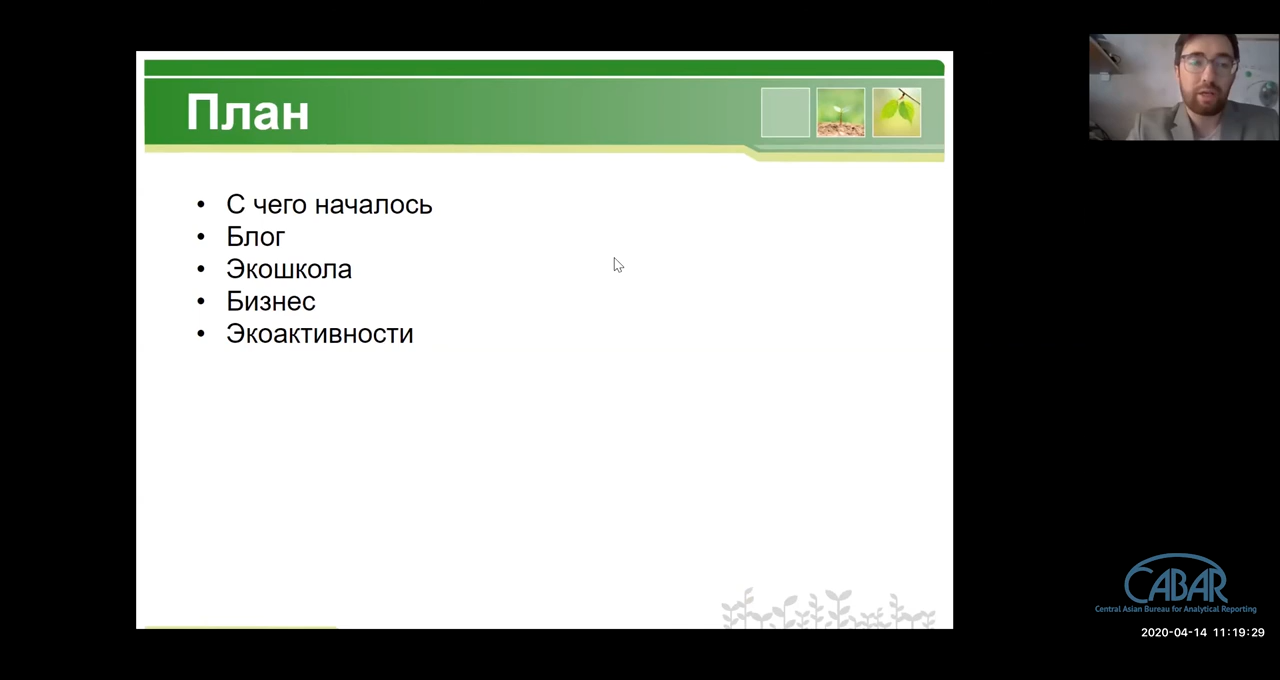 План
С чего началось
Блог
Экошкола
Бизнес
Экоактивности
CABAR
Central Asian Bureau for Analytical Reporting
2020-04-14 11:19:29